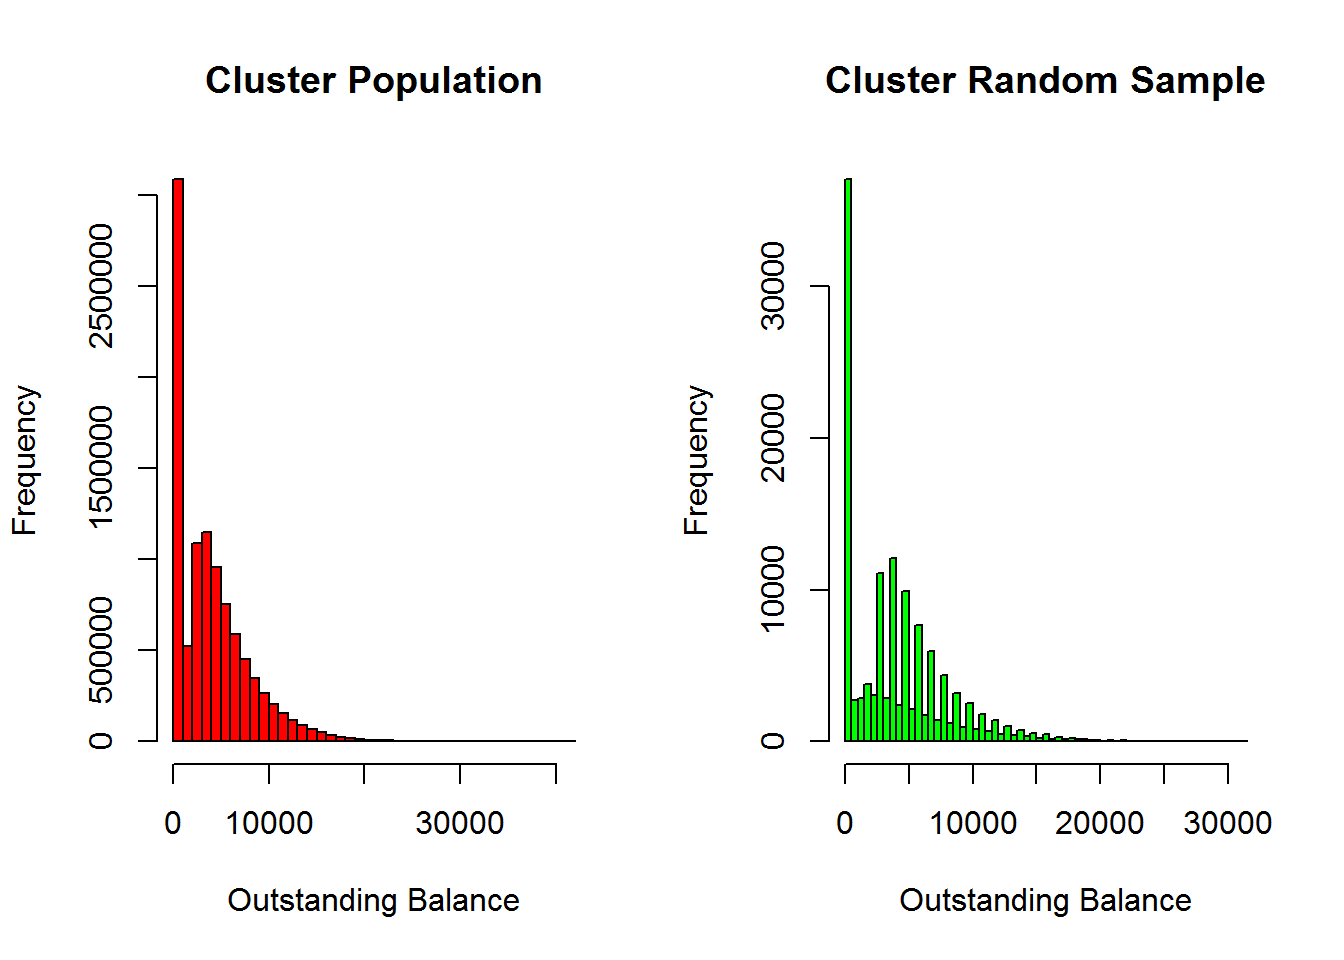 Cluster Population
Frequency
0
500000
1500000
2500000
0 10000 30000
Outstanding Balance
Cluster Random Sample
Frequency
0
10000
20000
30000
0 10000 20000 30000
Outstanding Balance